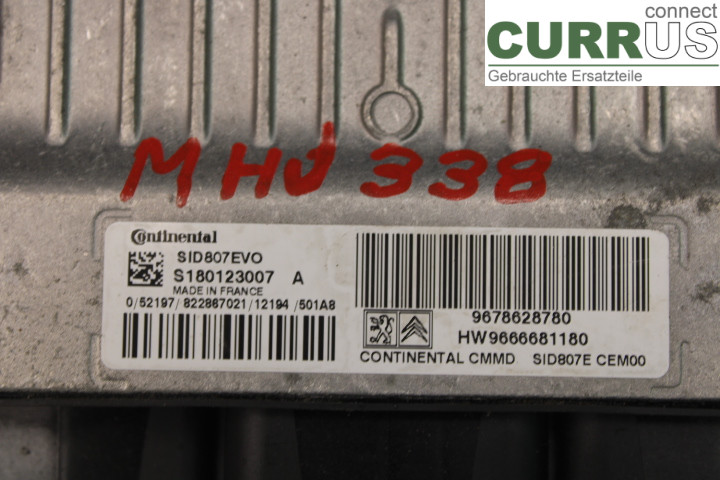 connect
CURRUS
Gebrauchte Ersatzteile
MHU 338
Continental
SID807EVO
S180123007 A
MADE IN FRANCE
0/52197/822867021/12194/501A8
9678628780
HW9666681180
CONTINENTAL CMMD SID807E CEM00